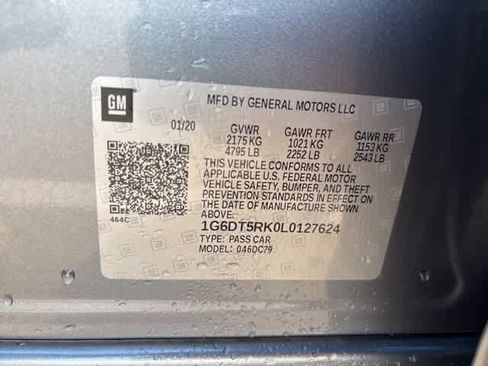 GM
MFD BY GENERAL MOTORS LLC
01/20 GVWR GAWR FRT GAWR RR
2175 KG 1021 KG 1153 KG
4795 LB 2252 LB 2543 LB
THIS VEHICLE CONFORMS TO ALL
APPLICABLE U.S. FEDERAL MOTOR
VEHICLE SAFETY, BUMPER, AND THEFT
PREVENTION STANDARDS IN EFFECT ON
THE DATE OF MANUFACTURE SHOWN
ABOVE.
464C
1G6DT5RK0L0127624
TYPE: PASS CAR
MODEL: 046DC79